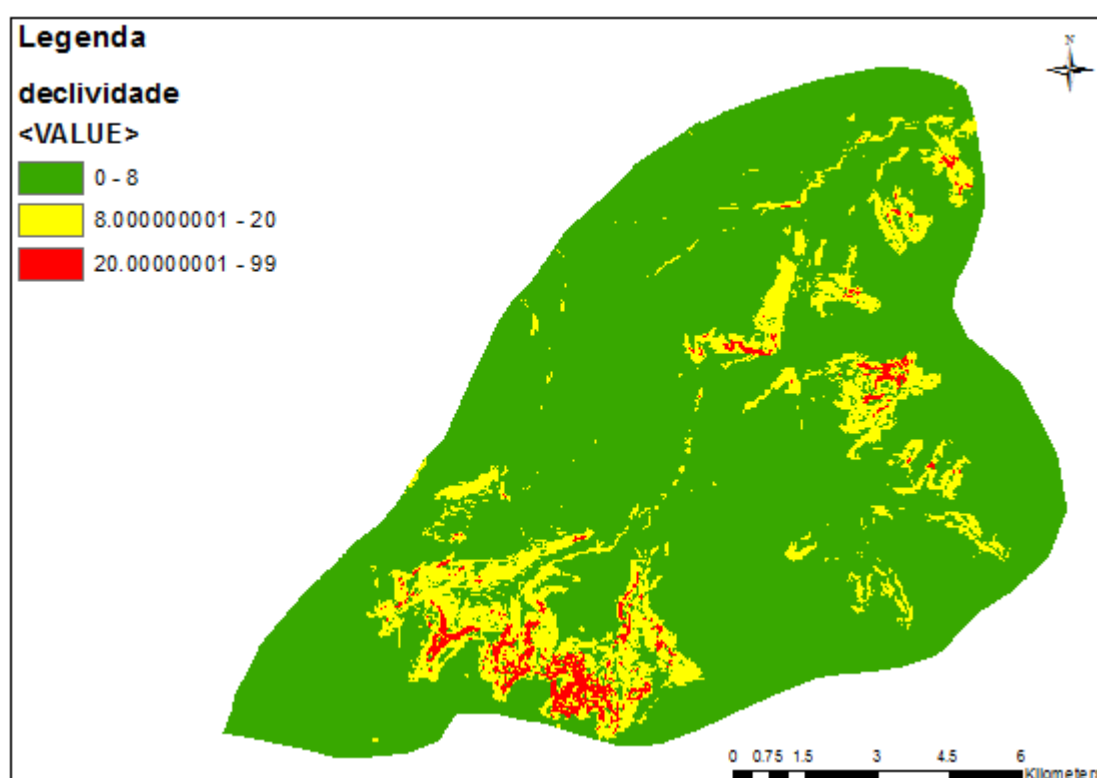 Legenda
declividade
<VALUE>
0 - 8
8.000000001 - 20
20.00000001 - 99
N
0 0.75 1.5 3 4.5 6
Kilometer